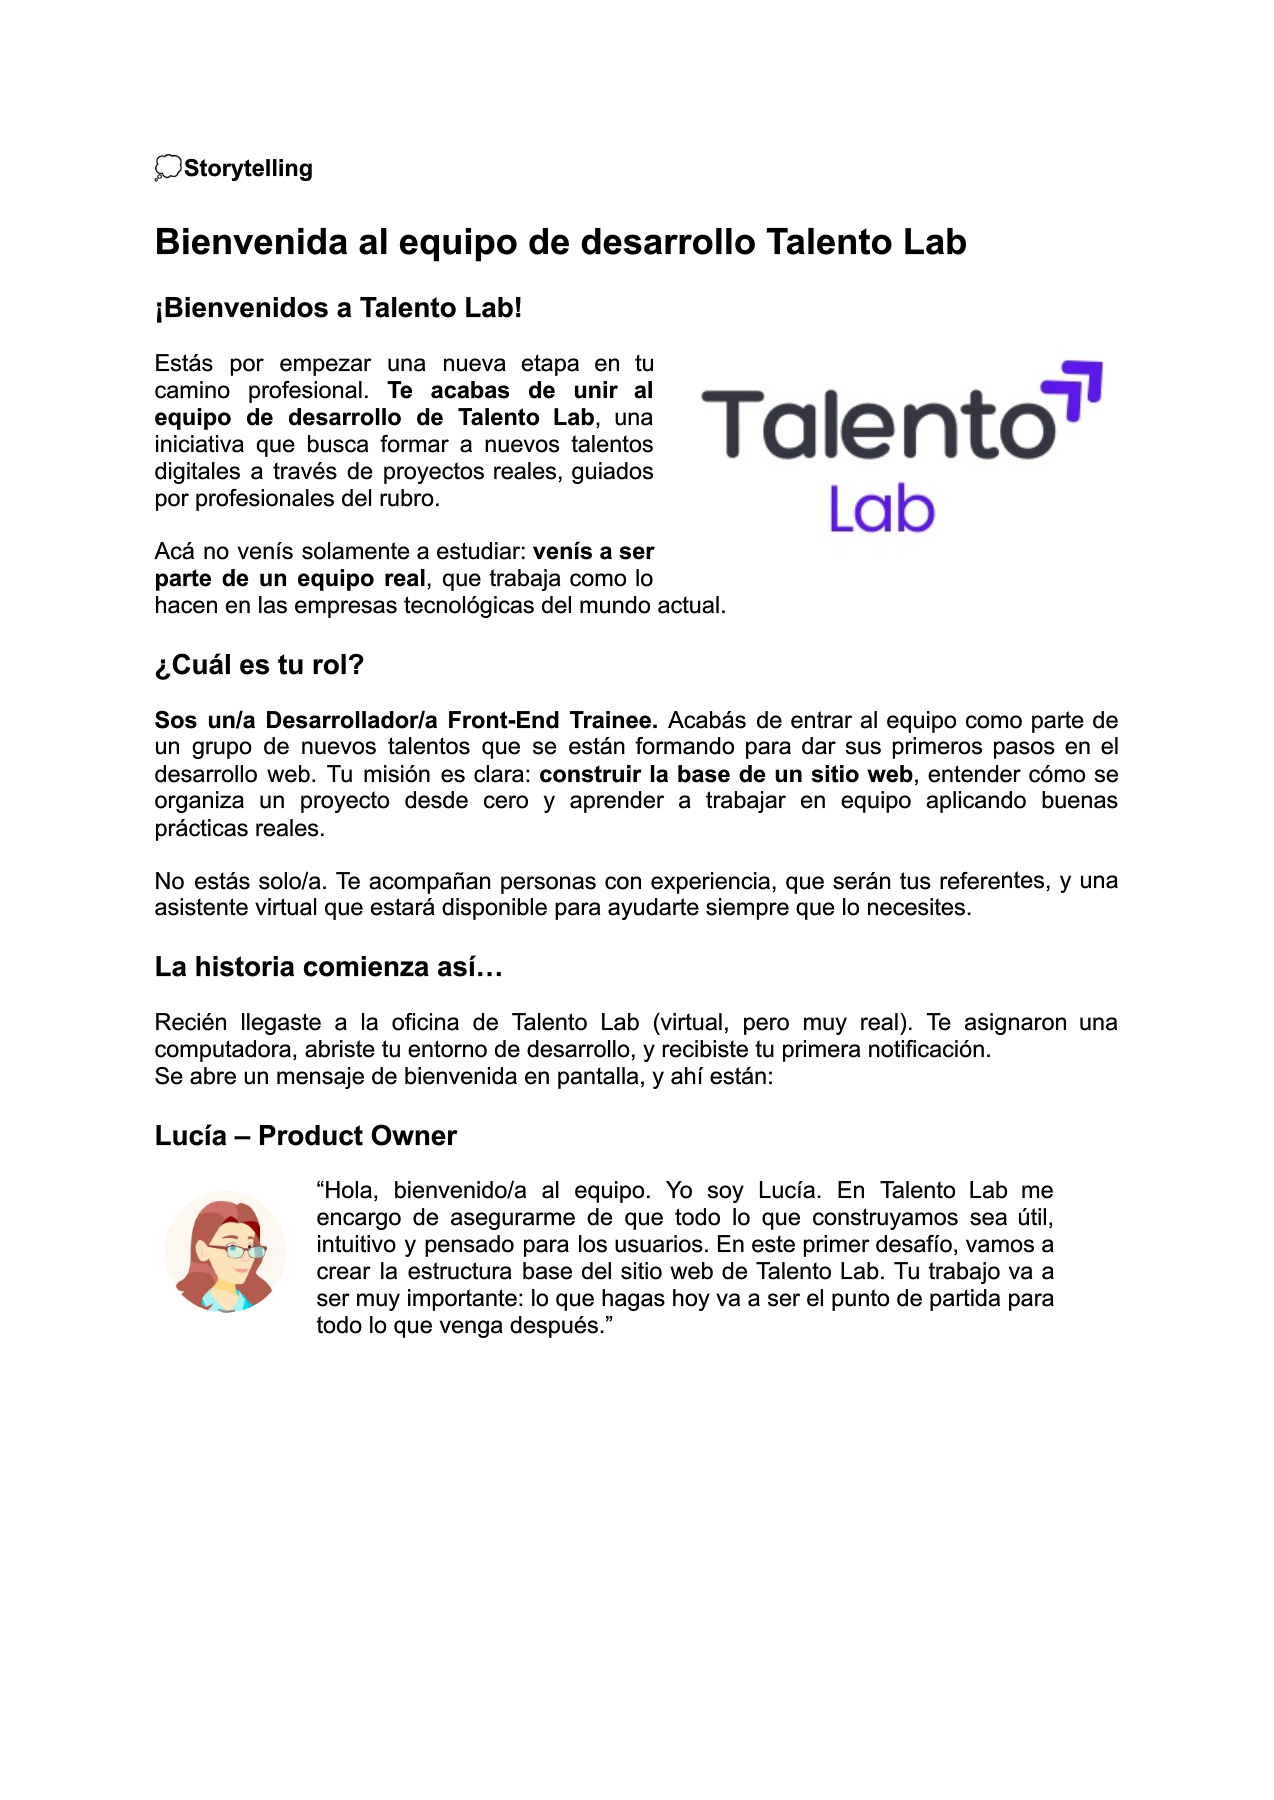 💭Storytelling
Bienvenida al equipo de desarrollo Talento Lab
¡Bienvenidos a Talento Lab!
Estás por empezar una nueva etapa en tu
camino profesional. Te acabas de unir al
equipo de desarrollo de Talento Lab, una
iniciativa que busca formar a nuevos talentos
digitales a través de proyectos reales, guiados
por profesionales del rubro.
Talento
Lab
Acá no venís solamente a estudiar: venís a ser
parte de un equipo real, que trabaja como lo
hacen en las empresas tecnológicas del mundo actual.
¿Cuál es tu rol?
Sos un/a Desarrollador/a Front-End Trainee. Acabás de entrar al equipo como parte de
un grupo de nuevos talentos que se están formando para dar sus primeros pasos en el
desarrollo web. Tu misión es clara: construir la base de un sitio web, entender cómo se
organiza un proyecto desde cero y aprender a trabajar en equipo aplicando buenas
prácticas reales.
No estás solo/a. Te acompañan personas con experiencia, que serán tus referentes, y una
asistente virtual que estará disponible para ayudarte siempre que lo necesites.
La historia comienza así…
Recién llegaste a la oficina de Talento Lab (virtual, pero muy real). Te asignaron una
computadora, abriste tu entorno de desarrollo, y recibiste tu primera notificación.
Se abre un mensaje de bienvenida en pantalla, y ahí están:
Lucía – Product Owner
“Hola, bienvenido/a al equipo. Yo soy Lucía. En Talento Lab me
encargo de asegurarme de que todo lo que construyamos sea útil,
intuitivo y pensado para los usuarios. En este primer desafío, vamos a
crear la estructura base del sitio web de Talento Lab. Tu trabajo va a
ser muy importante: lo que hagas hoy va a ser el punto de partida para
todo lo que venga después.”